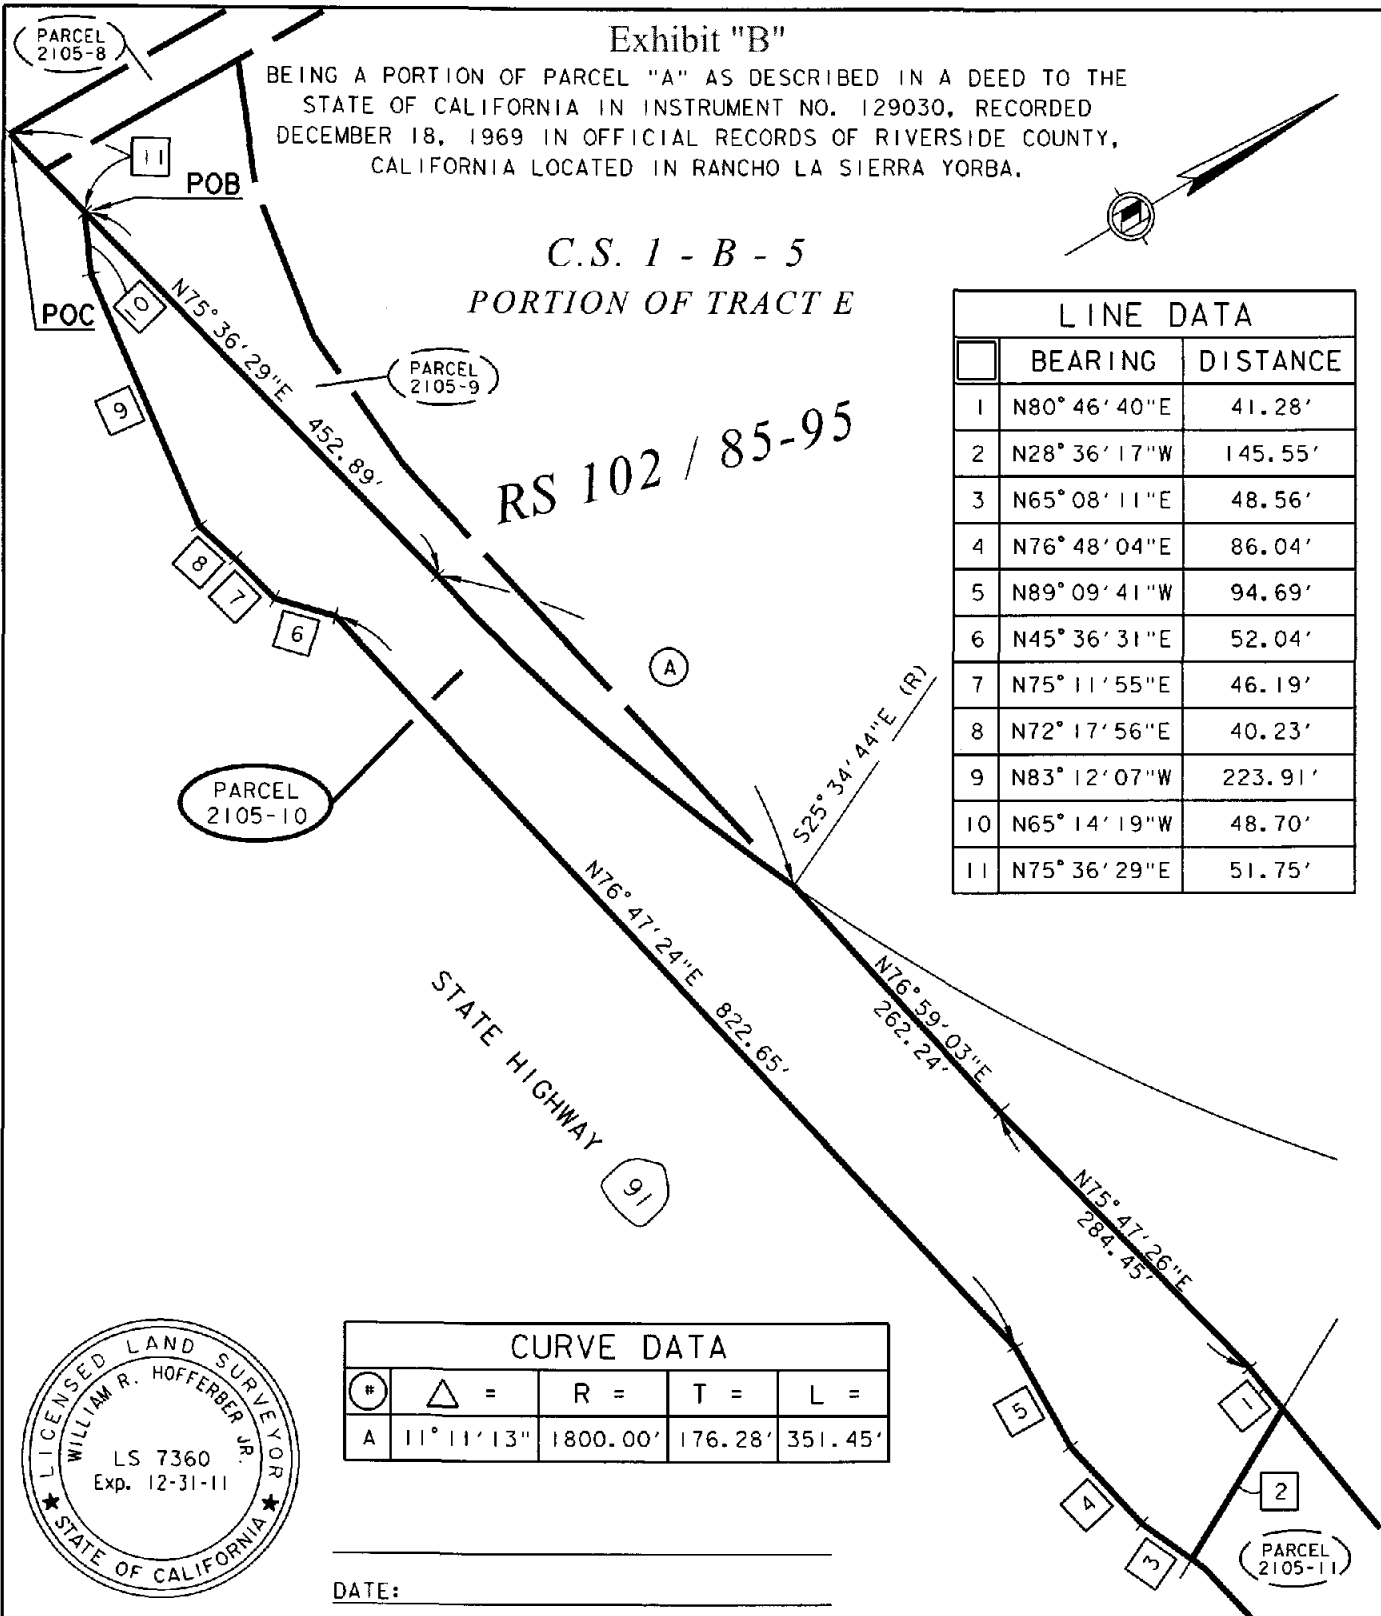 Exhibit "B"
BEING A PORTION OF PARCEL "A" AS DESCRIBED IN A DEED TO THE
STATE OF CALIFORNIA IN INSTRUMENT NO. 129030, RECORDED
DECEMBER 18, 1969 IN OFFICIAL RECORDS OF RIVERSIDE COUNTY,
CALIFORNIA LOCATED IN RANCHO LA SIERRA YORBA.
PARCEL
2105-8
11
POB
POC
10
C.S. 1 - B - 5
PORTION OF TRACT E
N75°36'29"E 452.89'
PARCEL
2105-9
9
RS 102 / 85-95
8
7
6
A
S25°34'44"E (R)
PARCEL
2105-10
N76°47'24"E 822.65'
STATE HIGHWAY
91
N76°59'03"E
262.24'
N75°47'26"E
284.45'
1
2
3
4
5
PARCEL
2105-11
LINE DATA
BEARING DISTANCE
1 N80°46'40"E 41.28'
2 N28°36'17"W 145.55'
3 N65°08'11"E 48.56'
4 N76°48'04"E 86.04'
5 N89°09'41"W 94.69'
6 N45°36'31"E 52.04'
7 N75°11'55"E 46.19'
8 N72°17'56"E 40.23'
9 N83°12'07"W 223.91'
10 N65°14'19"W 48.70'
11 N75°36'29"E 51.75'
CURVE DATA
# △ = R = T = L =
A 11°11'13" 1800.00' 176.28' 351.45'
LICENSED LAND SURVEYOR
WILLIAM R. HOFFERBER JR.
LS 7360
Exp. 12-31-11
★ STATE OF CALIFORNIA ★
DATE: